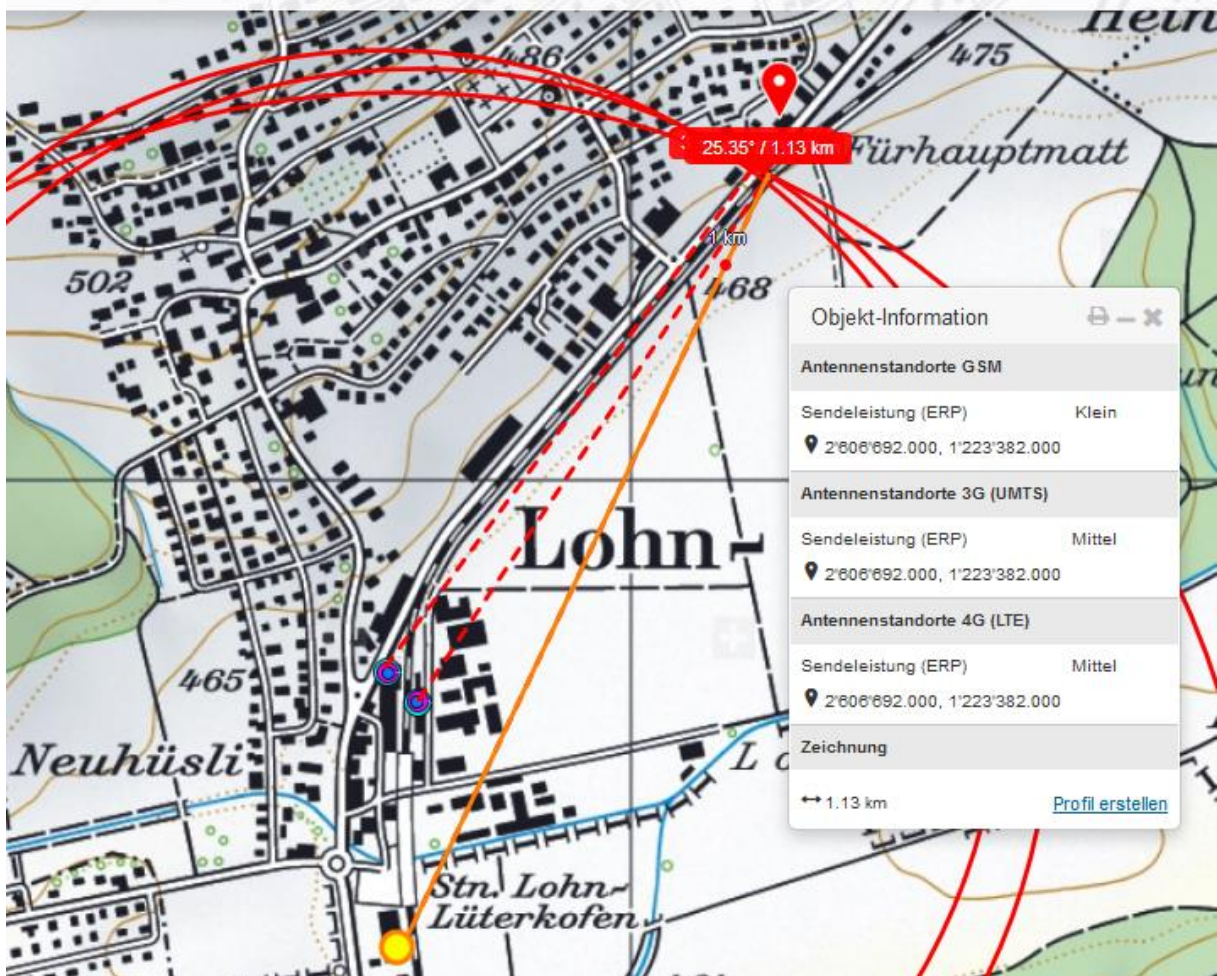 486
475
Fürhauptmatt
25.35° / 1.13 km
1 km
502
468
Objekt-Information
Antennenstandorte GSM
Sendeleistung (ERP) Klein
2'606'692.000, 1'223'382.000
Antennenstandorte 3G (UMTS)
Sendeleistung (ERP) Mittel
2'606'692.000, 1'223'382.000
Antennenstandorte 4G (LTE)
Sendeleistung (ERP) Mittel
2'606'692.000, 1'223'382.000
Zeichnung
1.13 km Profil erstellen
Lohn-
465
Neuhüsli
Stn. Lohn-
Lüterkofen